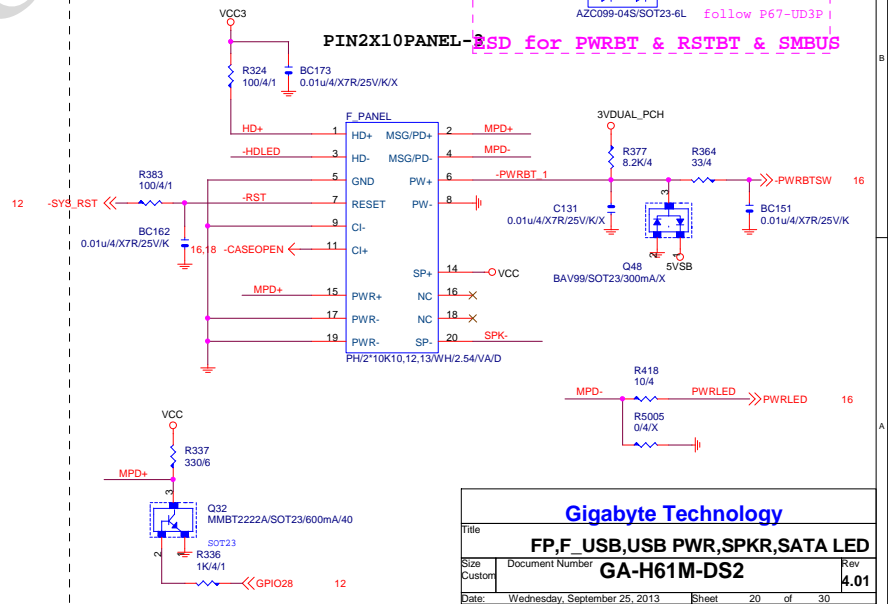 VCC3
AZC099-04S/SOT23-6L
follow P67-UD3P
PIN2X10PANEL-
ESD for PWRBT & RSTBT & SMBUS
B
R324
100/4/1
BC173
0.01u/4/X7R/25V/K/X
F_PANEL
3VDUAL_PCH
HD+ 1 HD+ MSG/PD+ 2 MPD+
-HDLED 3 HD- MSG/PD- 4 MPD-
R377
8.2K/4
R364
33/4
R383
100/4/1
5 GND PW+ 6 -PWRBT_1
-PWRBTSW 16
12 -SYS_RST -RST 7 RESET PW- 8
3
C131
0.01u/4/X7R/25V/K/X
BC151
0.01u/4/X7R/25V/K
9 CI-
BC162
0.01u/4/X7R/25V/K
16,18 -CASEOPEN 11 CI+
2 1
5VSB
Q48
BAV99/SOT23/300mA/X
SP+ 14 VCC
MPD+ 15 PWR+ NC 16
17 PWR- NC 18
19 PWR- SP- 20 SPK-
PH/2*10K10,12,13/WH/2.54/VA/D
R418
10/4
MPD- PWRLED PWRLED 16
A
R5005
0/4/X
VCC
R337
330/6
MPD+
3
Q32
MMBT2222A/SOT23/600mA/40
SOT23
2 1
R336
1K/4/1
GPIO28 12
Gigabyte Technology
Title
FP,F_USB,USB PWR,SPKR,SATA LED
Size
Custom
Document Number
GA-H61M-DS2
Rev
4.01
Date: Wednesday, September 25, 2013 Sheet 20 of 30